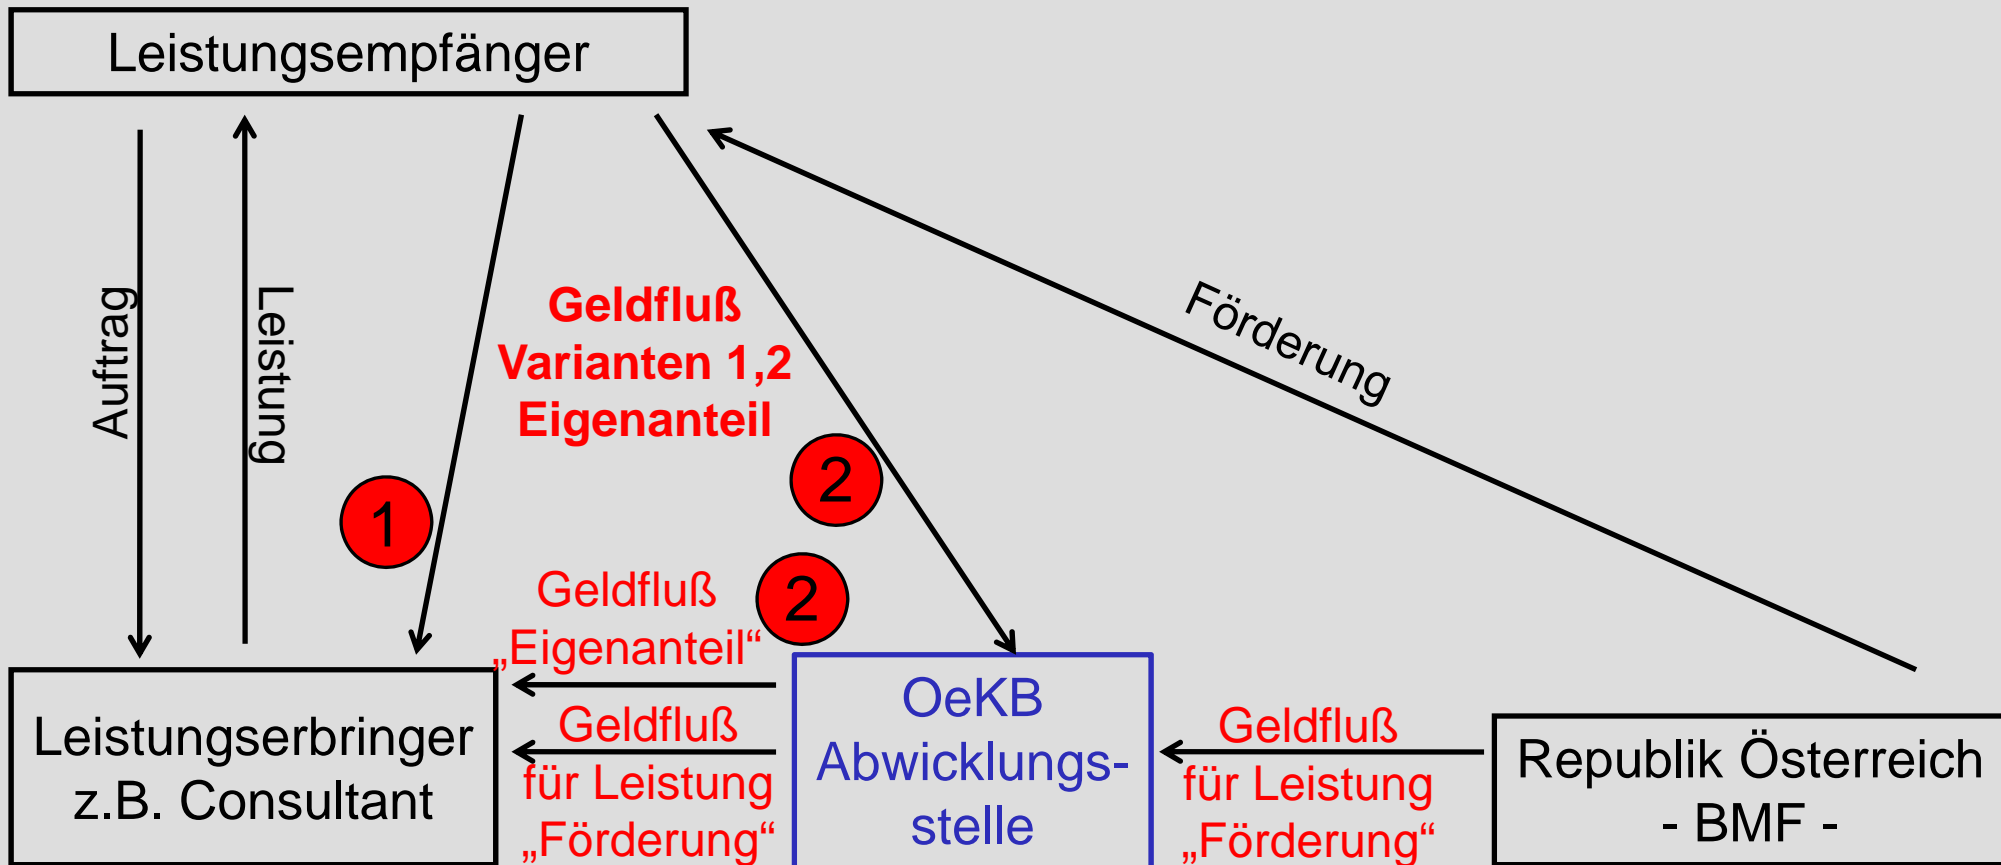 Leistungsempfänger
Auftrag
Leistung
Geldfluß
Varianten 1,2
Eigenanteil
Förderung
1
2
2
Geldfluß
„Eigenanteil“
Geldfluß
für Leistung
„Förderung“
Leistungserbringer
z.B. Consultant
OeKB
Abwicklungs-
stelle
Geldfluß
für Leistung
„Förderung“
Republik Österreich
- BMF -